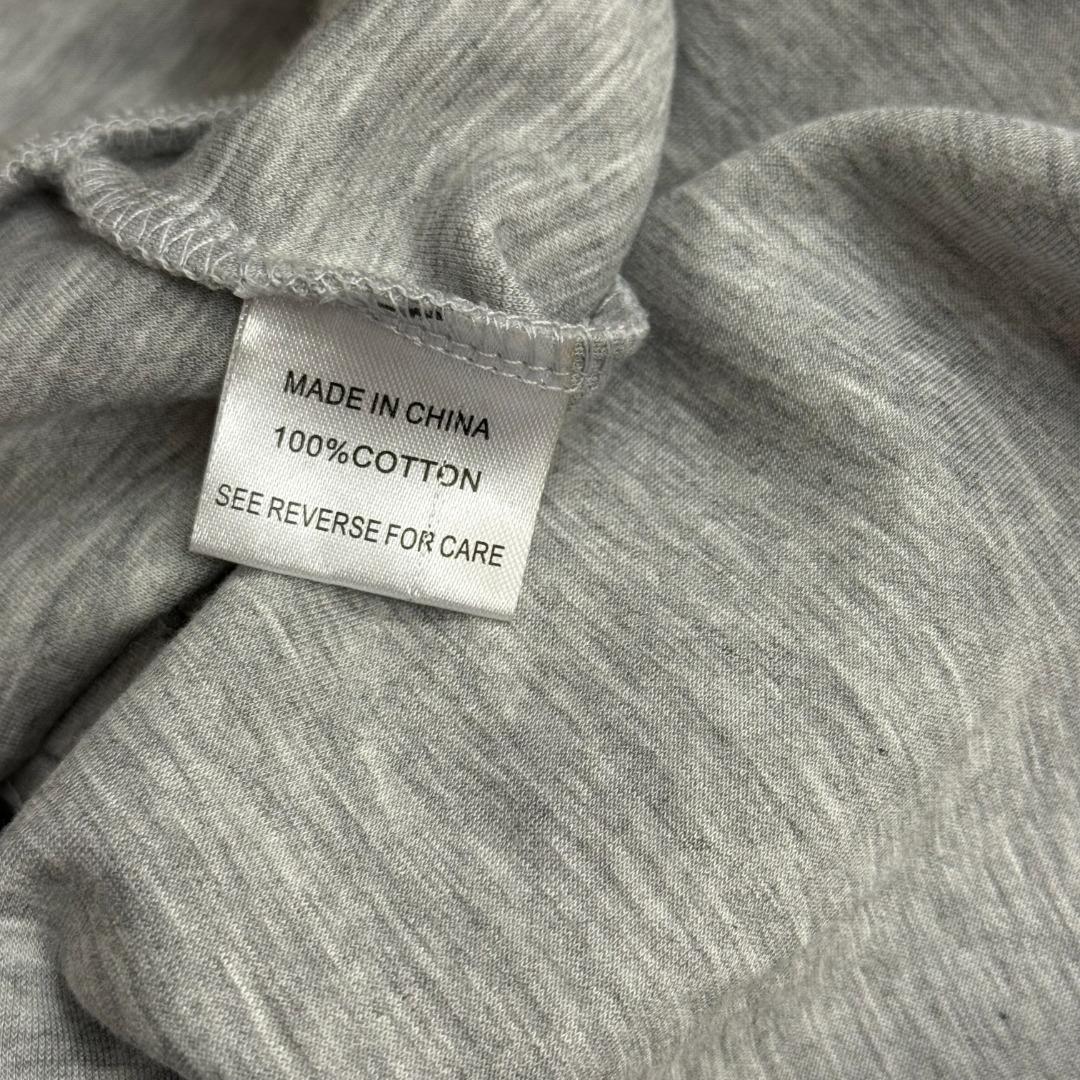 MADE IN CHINA
100%COTTON
SEE REVERSE FOR CARE